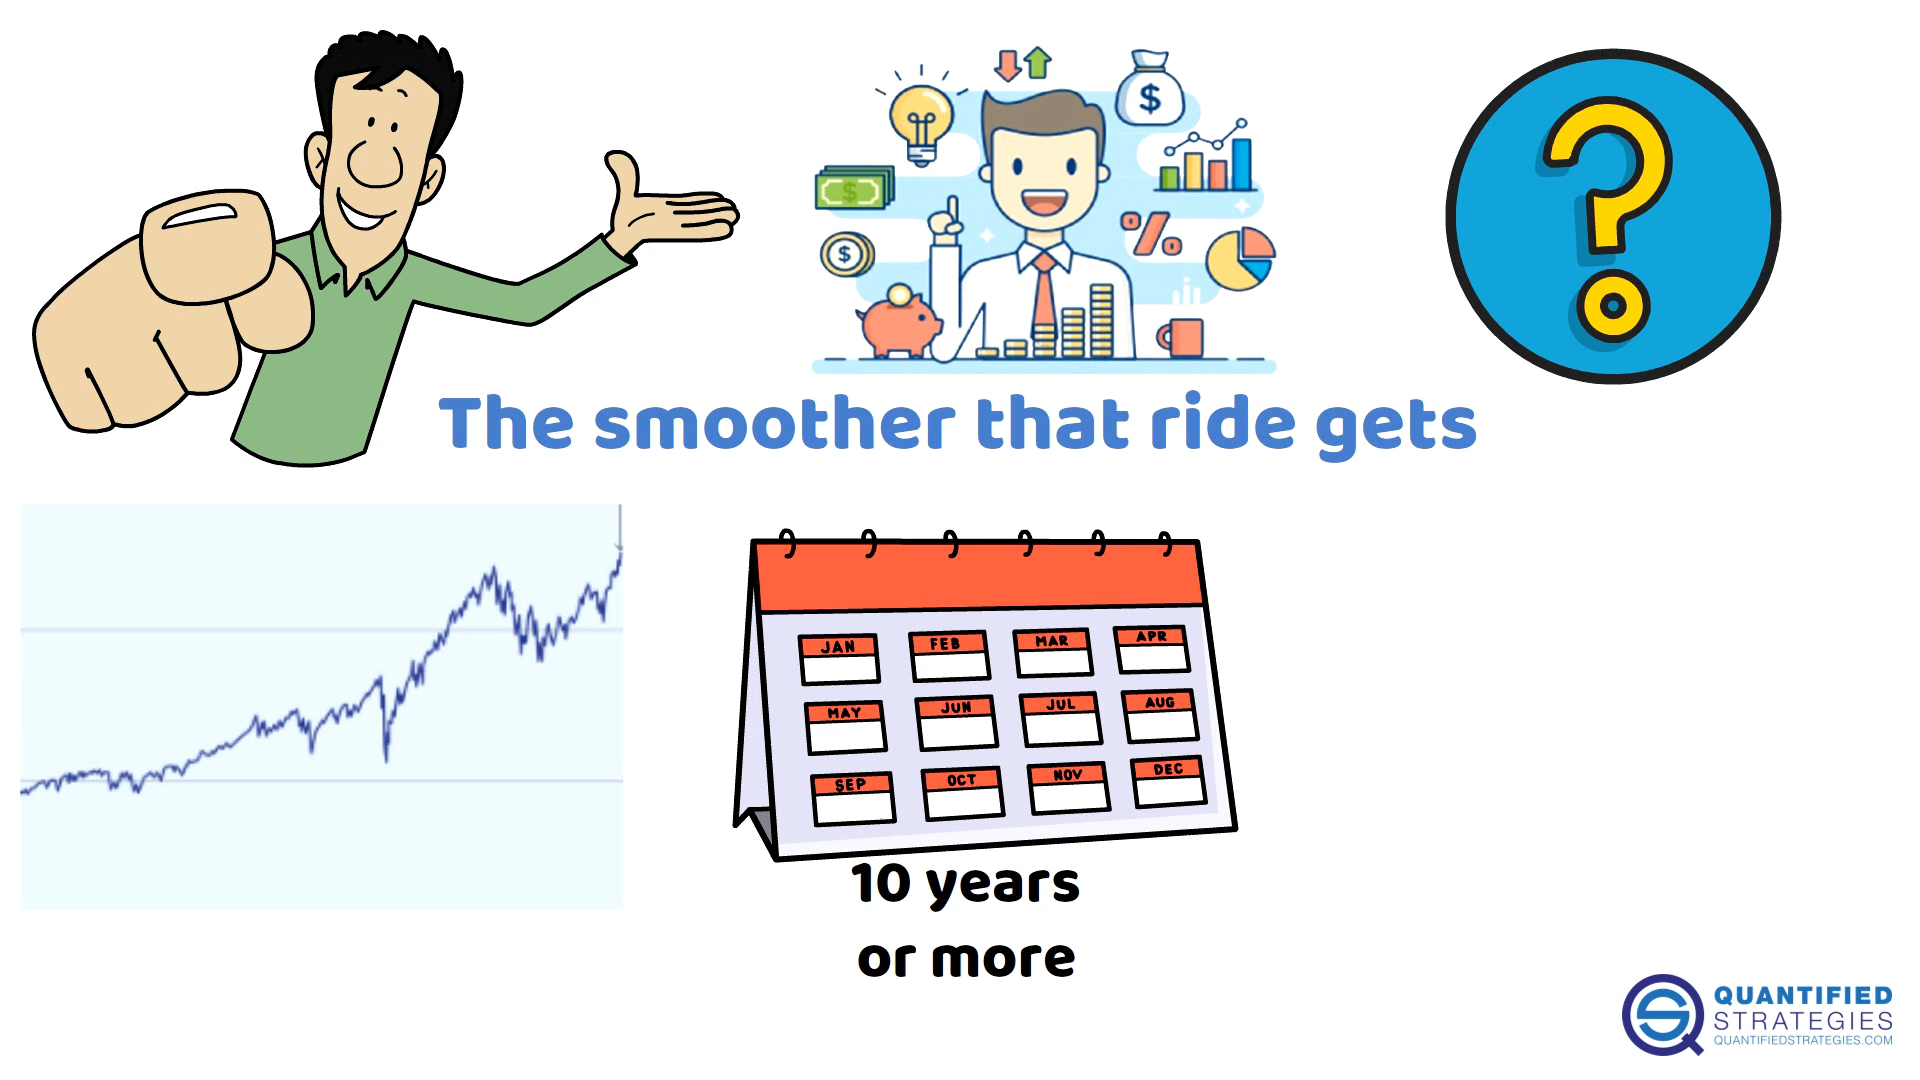 $
$
%
$
The smoother that ride gets
JAN FEB MAR APR
MAY JUN JUL AUG
SEP OCT NOV DEC
10 years
or more
QUANTIFIED
STRATEGIES
QUANTIFIEDSTRATEGIES.COM